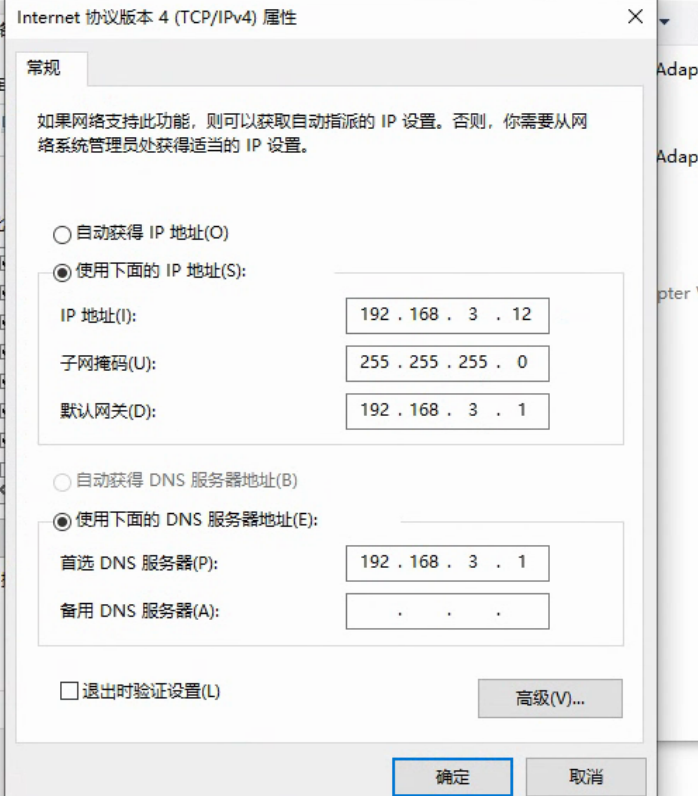 Internet 协议版本 4 (TCP/IPv4) 属性
常规
Adap
如果网络支持此功能，则可以获取自动指派的 IP 设置。否则，你需要从网
络系统管理员处获得适当的 IP 设置。
Adap
自动获得 IP 地址(O)
使用下面的 IP 地址(S):
pter
IP 地址(I):
192 . 168 . 3 . 12
子网掩码(U):
255 . 255 . 255 . 0
默认网关(D):
192 . 168 . 3 . 1
自动获得 DNS 服务器地址(B)
使用下面的 DNS 服务器地址(E):
首选 DNS 服务器(P):
192 . 168 . 3 . 1
备用 DNS 服务器(A):
. . .
退出时验证设置(L)
高级(V)...
确定
取消